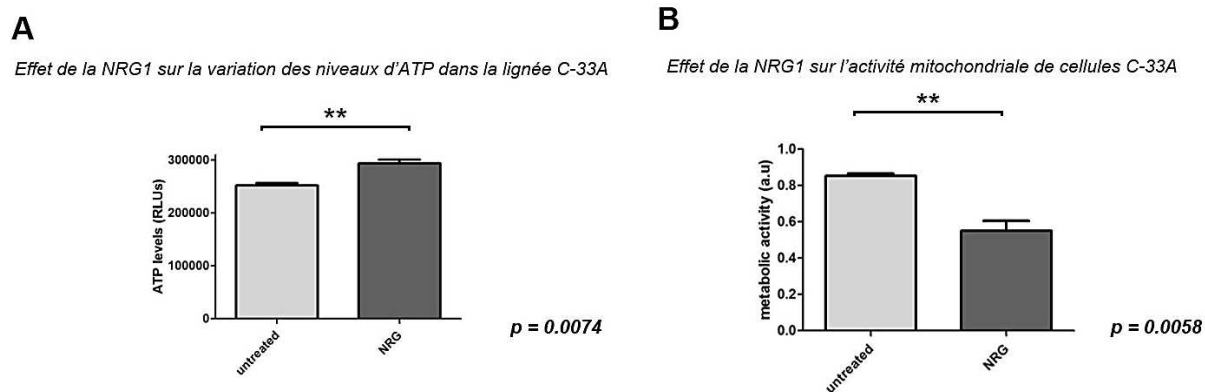 A
Effet de la NRG1 sur la variation des niveaux d'ATP dans la lignée C-33A
**
300000
200000
100000
0
ATP levels (RLUs)
untreated
NRG
p = 0.0074
B
Effet de la NRG1 sur l'activité mitochondriale de cellules C-33A
**
1.0
0.8
0.6
0.4
0.2
0.0
metabolic activity (a.u)
untreated
NRG
p = 0.0058